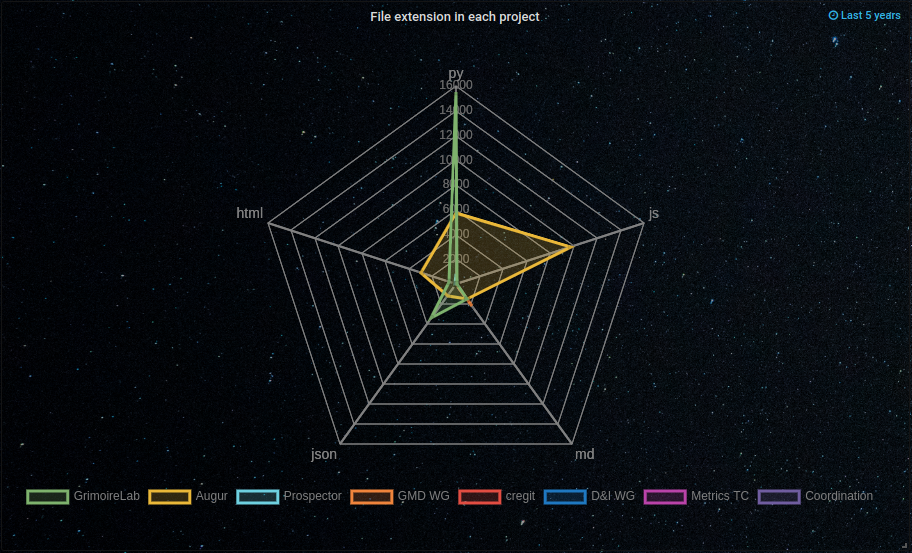 File extension in each project
Last 5 years
py
16000
14000
12000
10000
8000
6000
4000
2000
html
js
json
md
GrimoireLab Augur Prospector GMD WG cregit D&I WG Metrics TC Coordination